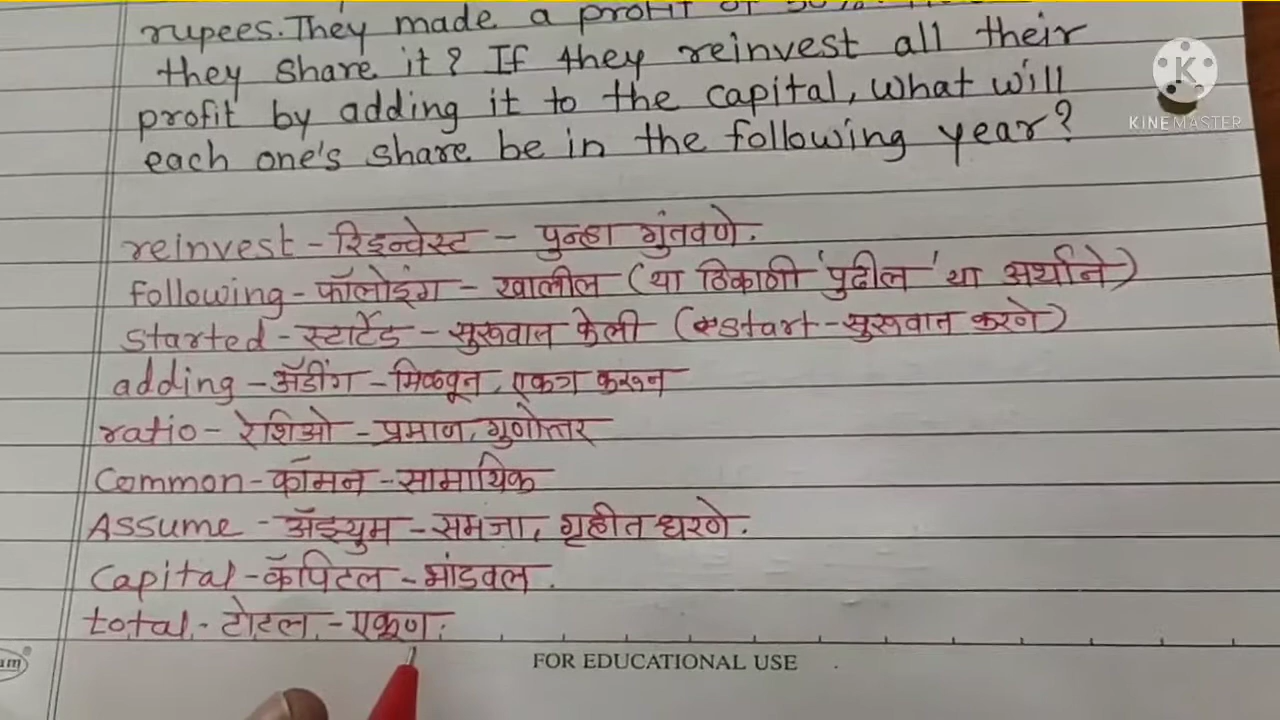 rupees. They made a profit of
they share it? If they reinvest all their
profit by adding it to the capital, what will
each one's share be in the following year?
KINEMASTER
reinvest - रिइन्वेस्ट - पुन्हा गुंतवणे.
following - फॉलोइंग - खालील (या ठिकाणी 'पुढील' या अर्थाने)
started - स्टार्टेड - सुरुवात केली (start - सुरुवात करणे)
adding - ॲडींग - मिळवून, एकत्र करून
ratio - रेशिओ - प्रमाण, गुणोत्तर
Common - कॉमन - सामायिक
Assume - ॲझ्युम - समजा, गृहीत धरणे.
Capital - कॅपिटल - भांडवल.
total - टोटल - एकूण.
FOR EDUCATIONAL USE